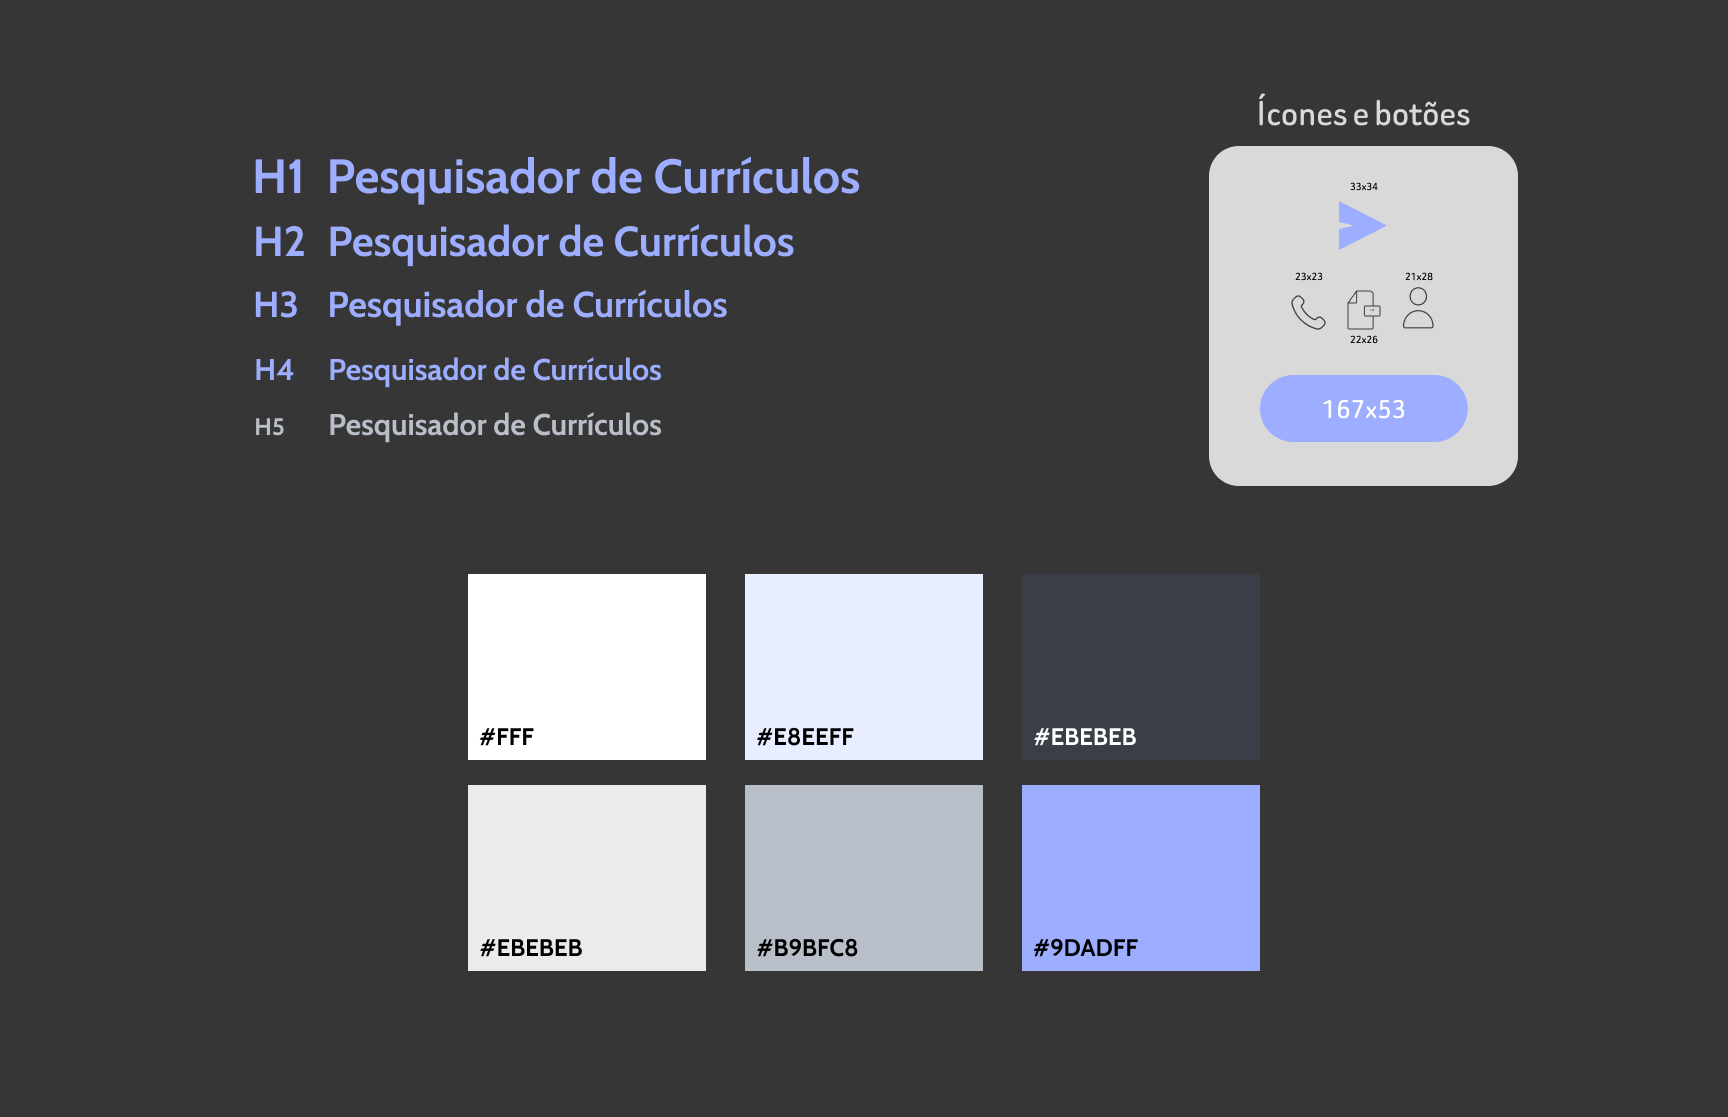 H1 Pesquisador de Currículos
H2 Pesquisador de Currículos
H3 Pesquisador de Currículos
H4 Pesquisador de Currículos
H5 Pesquisador de Currículos
Ícones e botões
33x34
23x23
21x28
22x26
167x53
#FFF
#E8EEFF
#EBEBEB
#EBEBEB
#B9BFC8
#9DADFF